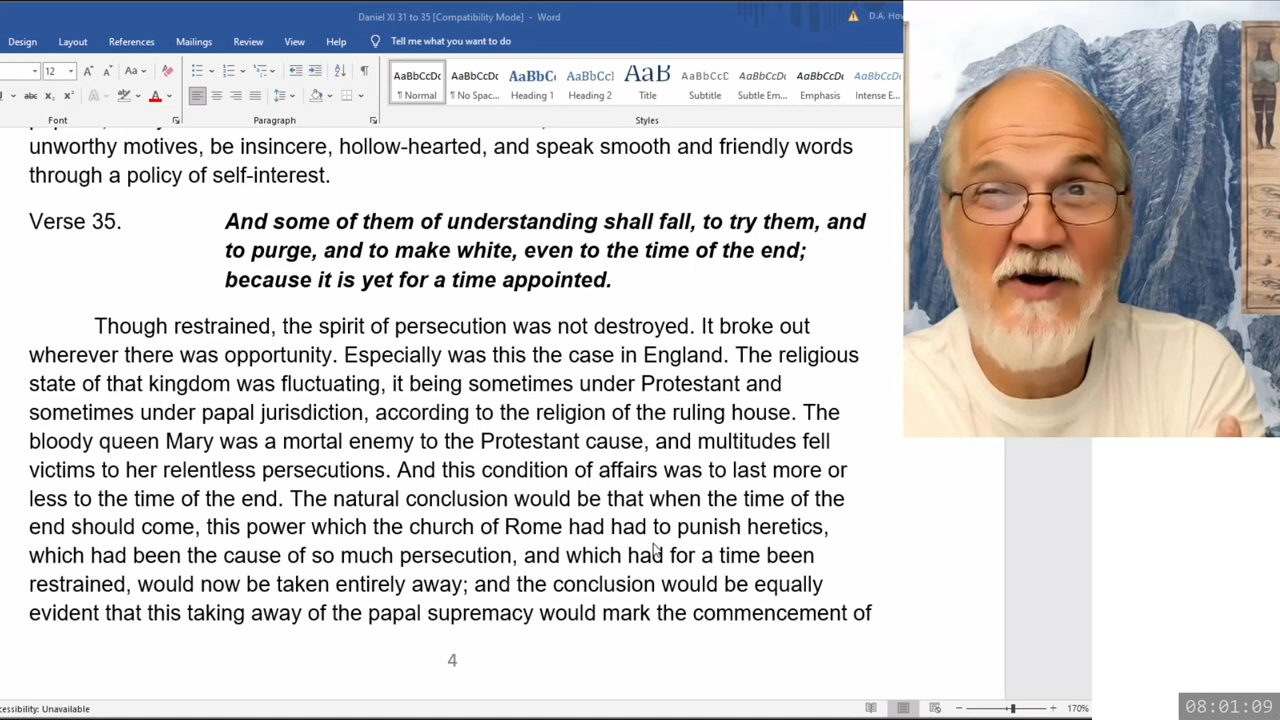 Daniel XI 31 to 35 [Compatibility Mode] - Word
D.A. Hov
Design Layout References Mailings Review View Help Tell me what you want to do
12 Aa
AaBbCcDc AaBbCcDc AaBbC AaBbCcI AaB AaBbCcD AaBbCcDc AaBbCcDc
abc x₂ x² A ab A ¶ Normal ¶ No Spac... Heading 1 Heading 2 Title Subtitle Subtle Em... Emphasis Intense E...
Font Paragraph Styles
unworthy motives, be insincere, hollow-hearted, and speak smooth and friendly words
through a policy of self-interest.
Verse 35. And some of them of understanding shall fall, to try them, and
to purge, and to make white, even to the time of the end;
because it is yet for a time appointed.
Though restrained, the spirit of persecution was not destroyed. It broke out
wherever there was opportunity. Especially was this the case in England. The religious
state of that kingdom was fluctuating, it being sometimes under Protestant and
sometimes under papal jurisdiction, according to the religion of the ruling house. The
bloody queen Mary was a mortal enemy to the Protestant cause, and multitudes fell
victims to her relentless persecutions. And this condition of affairs was to last more or
less to the time of the end. The natural conclusion would be that when the time of the
end should come, this power which the church of Rome had had to punish heretics,
which had been the cause of so much persecution, and which had for a time been
restrained, would now be taken entirely away; and the conclusion would be equally
evident that this taking away of the papal supremacy would mark the commencement of
4
cessibility: Unavailable 170%
08:01:09